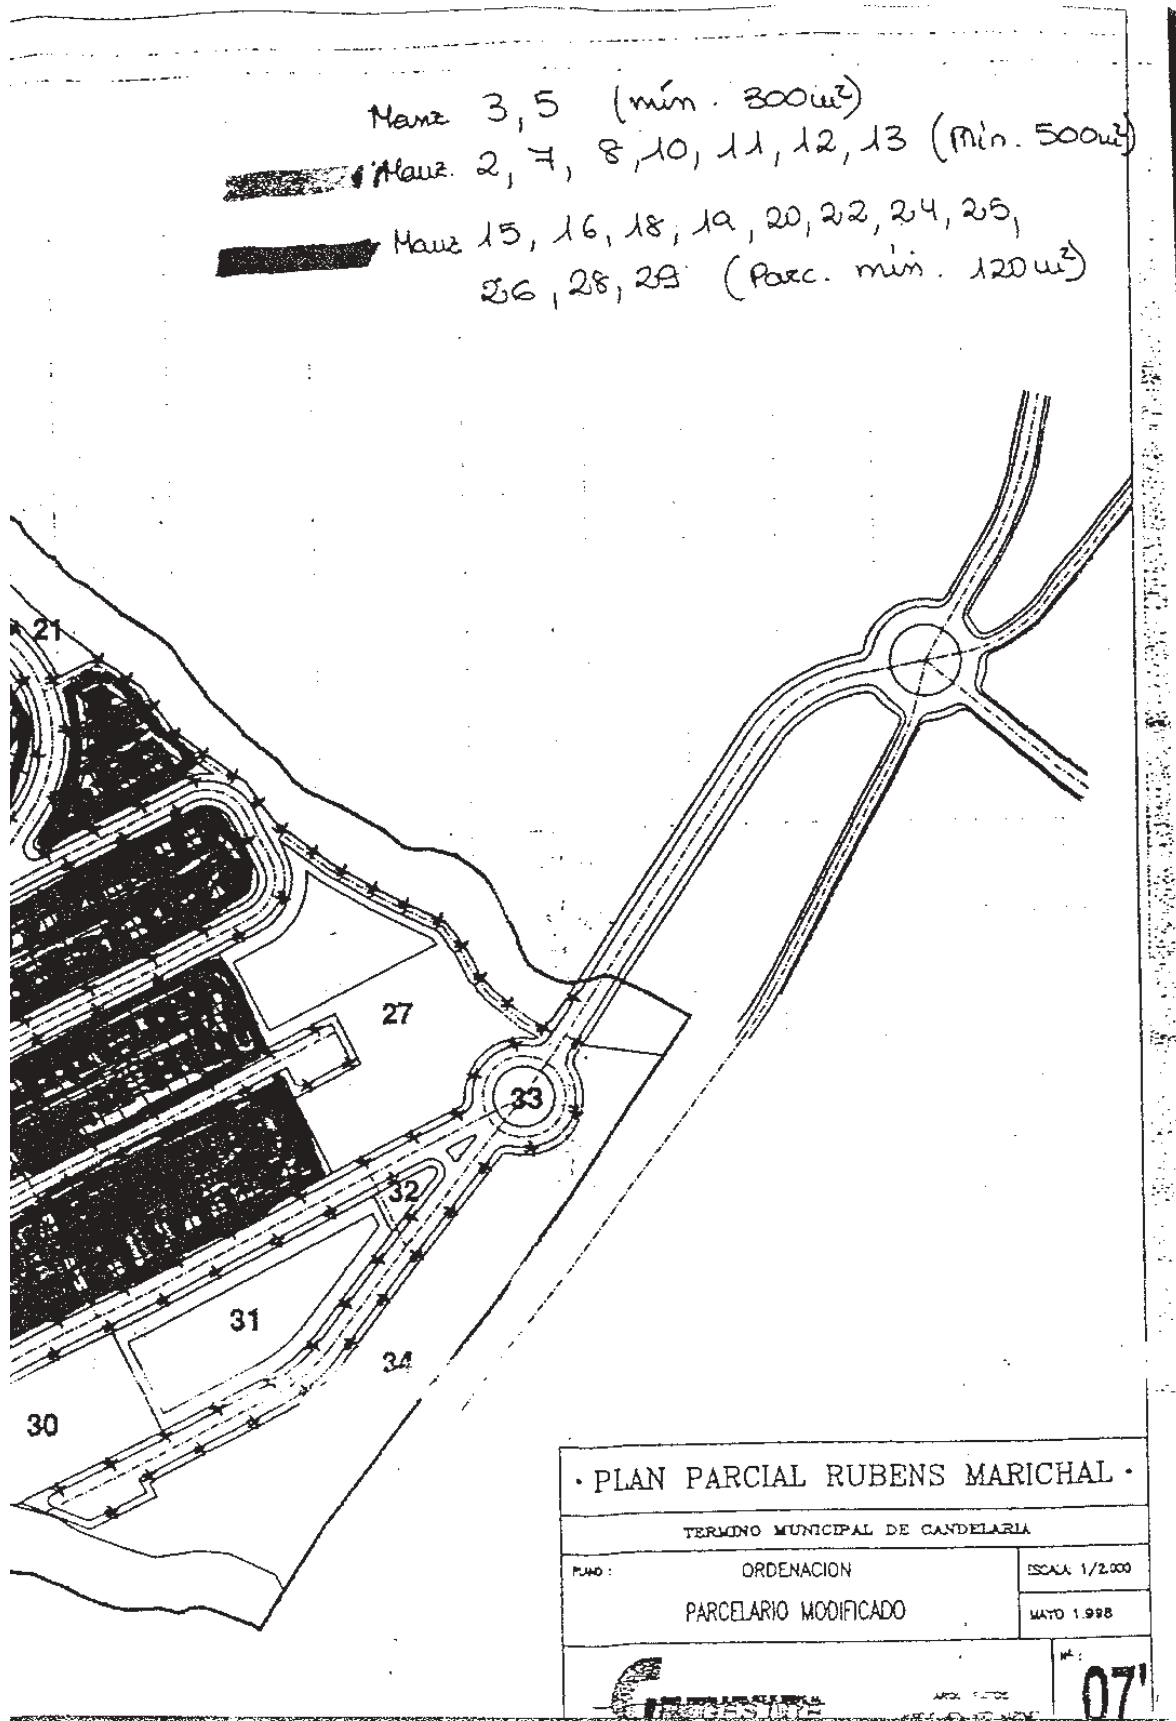 Manz 3, 5 (mín. 300m²)
Manz. 2, 7, 8, 10, 11, 12, 13 (Mín. 500m²)
Manz 15, 16, 18, 19, 20, 22, 24, 25,
26, 28, 29 (Parc. mín. 120m²)
21
27
33
32
31
34
30
· PLAN PARCIAL RUBENS MARICHAL ·
TERMINO MUNICIPAL DE CANDELARIA
PLANO :
ORDENACION
ESCALA: 1/2.000
PARCELARIO MODIFICADO
MAYO 1.998
Nº :
07'